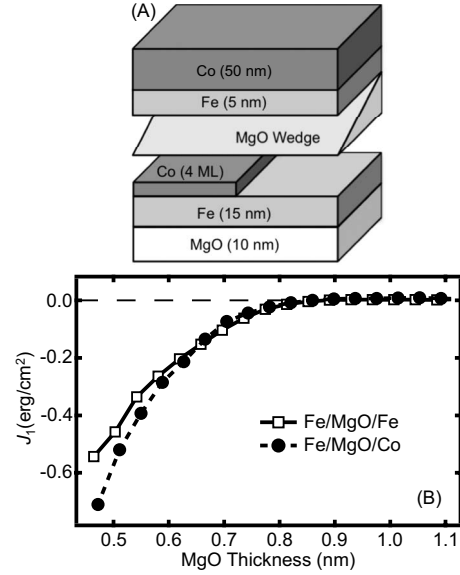 (A)
Co (50 nm)
Fe (5 nm)
MgO Wedge
Co (4 ML)
Fe (15 nm)
MgO (10 nm)
0.0
-0.2
-0.4
-0.6
J₁(erg/cm²)
Fe/MgO/Fe
Fe/MgO/Co
(B)
0.5 0.6 0.7 0.8 0.9 1.0 1.1
MgO Thickness (nm)